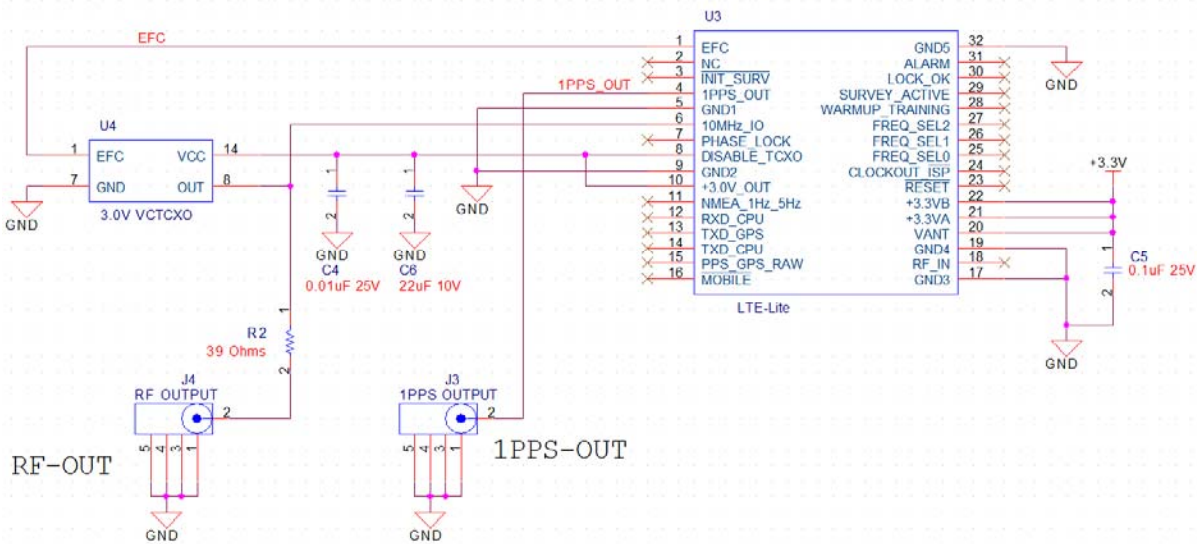 U3
EFC
1 EFC
2 NC
3 INIT_SURV
1PPS_OUT
4 1PPS_OUT
5 GND1
6 10MHz_IO
7 PHASE_LOCK
8 DISABLE_TCXO
9 GND2
10 +3.0V_OUT
11 NMEA_1Hz_5Hz
12 RXD_CPU
13 TXD_GPS
14 TXD_CPU
15 PPS_GPS_RAW
16 MOBILE
GND5 32
ALARM 31
LOCK_OK 30
SURVEY_ACTIVE 29
WARMUP_TRAINING 28
FREQ_SEL2 27
FREQ_SEL1 26
FREQ_SEL0 25
CLOCKOUT_ISP 24
RESET 23
+3.3VB 22
+3.3VA 21
VANT 20
GND4 19
RF_IN 18
GND3 17
LTE-Lite
GND
+3.3V
1
C5
0.1uF 25V
2
GND
U4
1 EFC VCC 14
7 GND OUT 8
3.0V VCTCXO
GND
1
2
GND
C4
0.01uF 25V
1
2
GND
C6
22uF 10V
GND
1
R2
39 Ohms
2
J4
RF OUTPUT
2
5 4 3 1
RF-OUT
GND
J3
1PPS OUTPUT
2
5 4 3 1
1PPS-OUT
GND